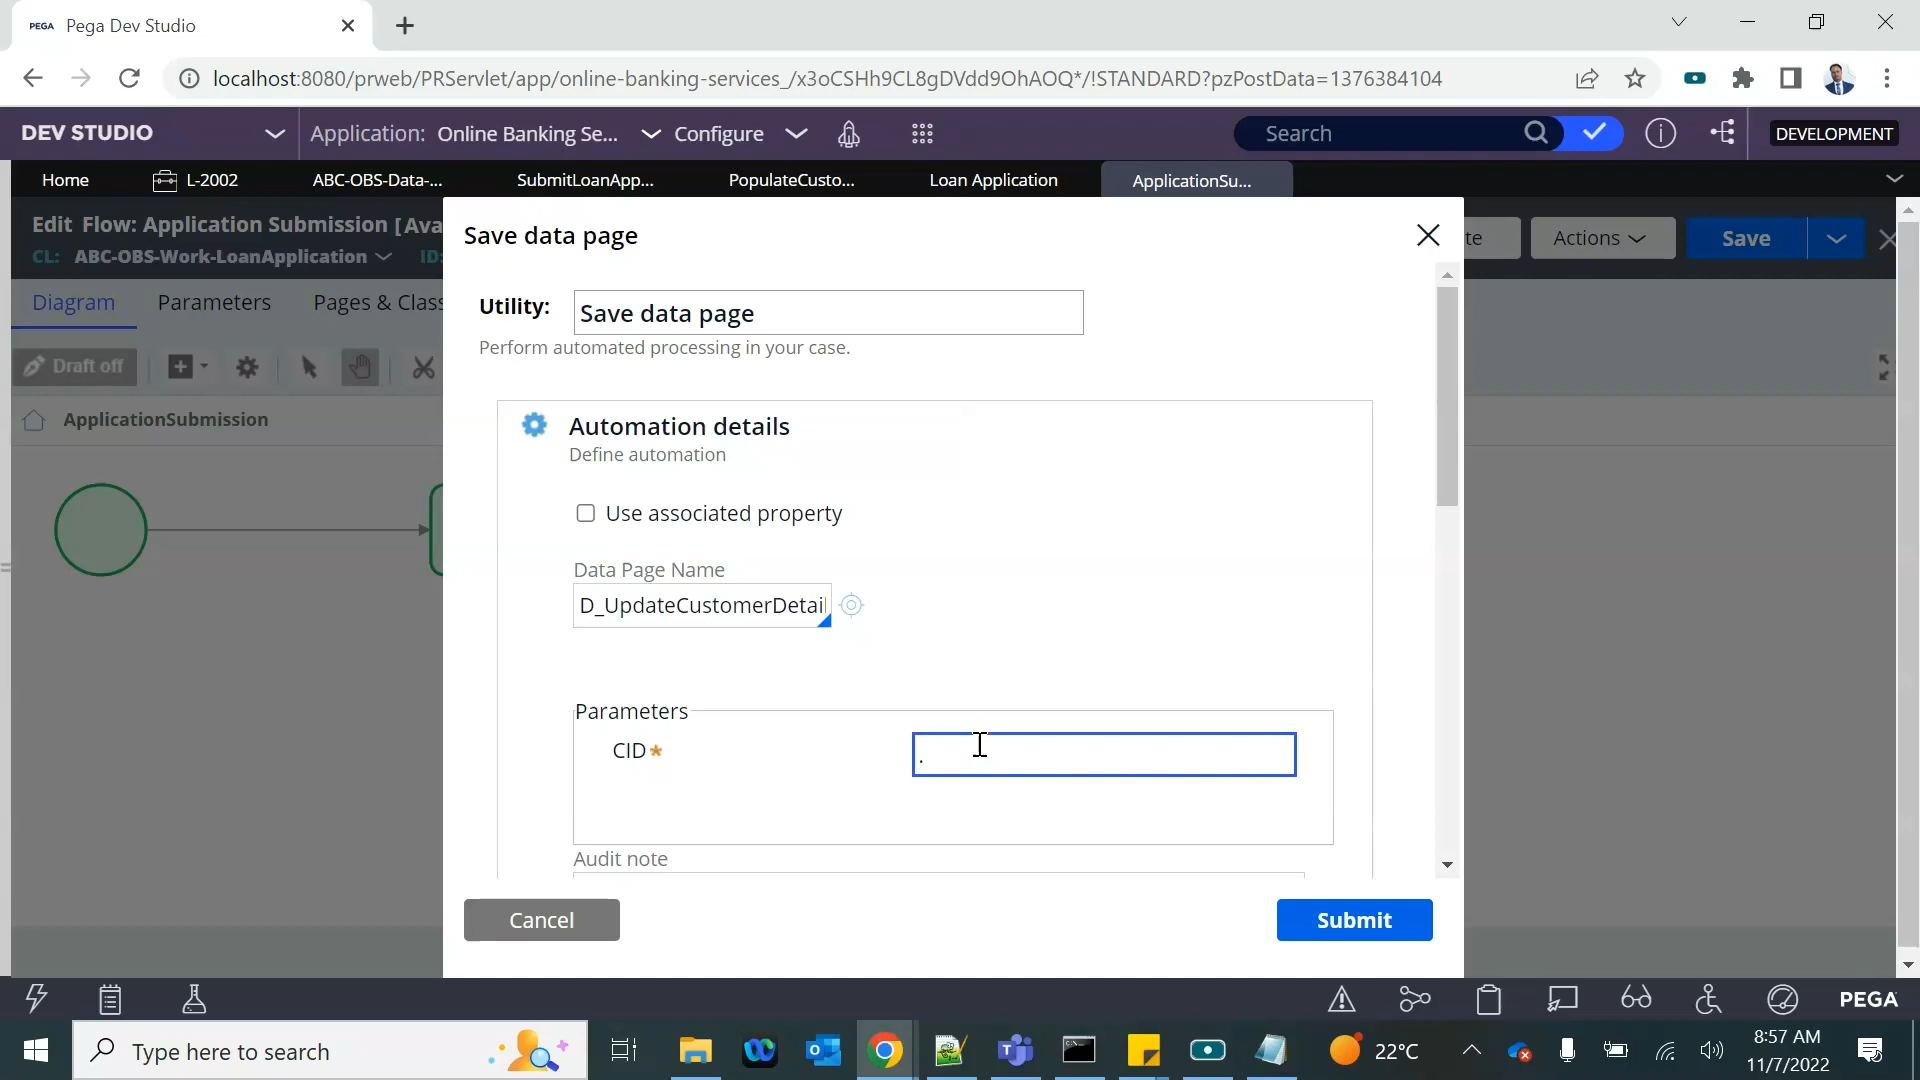 PEGA Pega Dev Studio
localhost:8080/prweb/PRServlet/app/online-banking-services_/x3oCSHh9CL8gDVdd9OhAOQ*/!STANDARD?pzPostData=1376384104
DEV STUDIO Application: Online Banking Se... Configure Search DEVELOPMENT
Home L-2002 ABC-OBS-Data-... SubmitLoanApp... PopulateCusto... Loan Application ApplicationSu...
Edit Flow: Application Submission [Ava
CL: ABC-OBS-Work-LoanApplication ID:
te Actions Save
Diagram Parameters Pages & Class
Draft off
ApplicationSubmission
Save data page
Utility: Save data page
Perform automated processing in your case.
Automation details
Define automation
Use associated property
Data Page Name
D_UpdateCustomerDetail
Parameters
CID* .
Audit note
Cancel Submit
PEGA
Type here to search
22°C
8:57 AM
11/7/2022